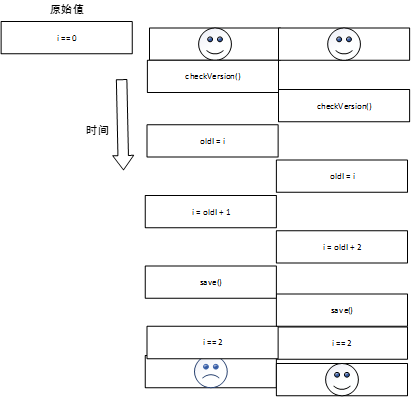 原始值
i == 0
checkVersion()
checkVersion()
时间
oldI = i
oldI = i
i = oldI + 1
i = oldI + 2
save()
save()
i == 2
i == 2